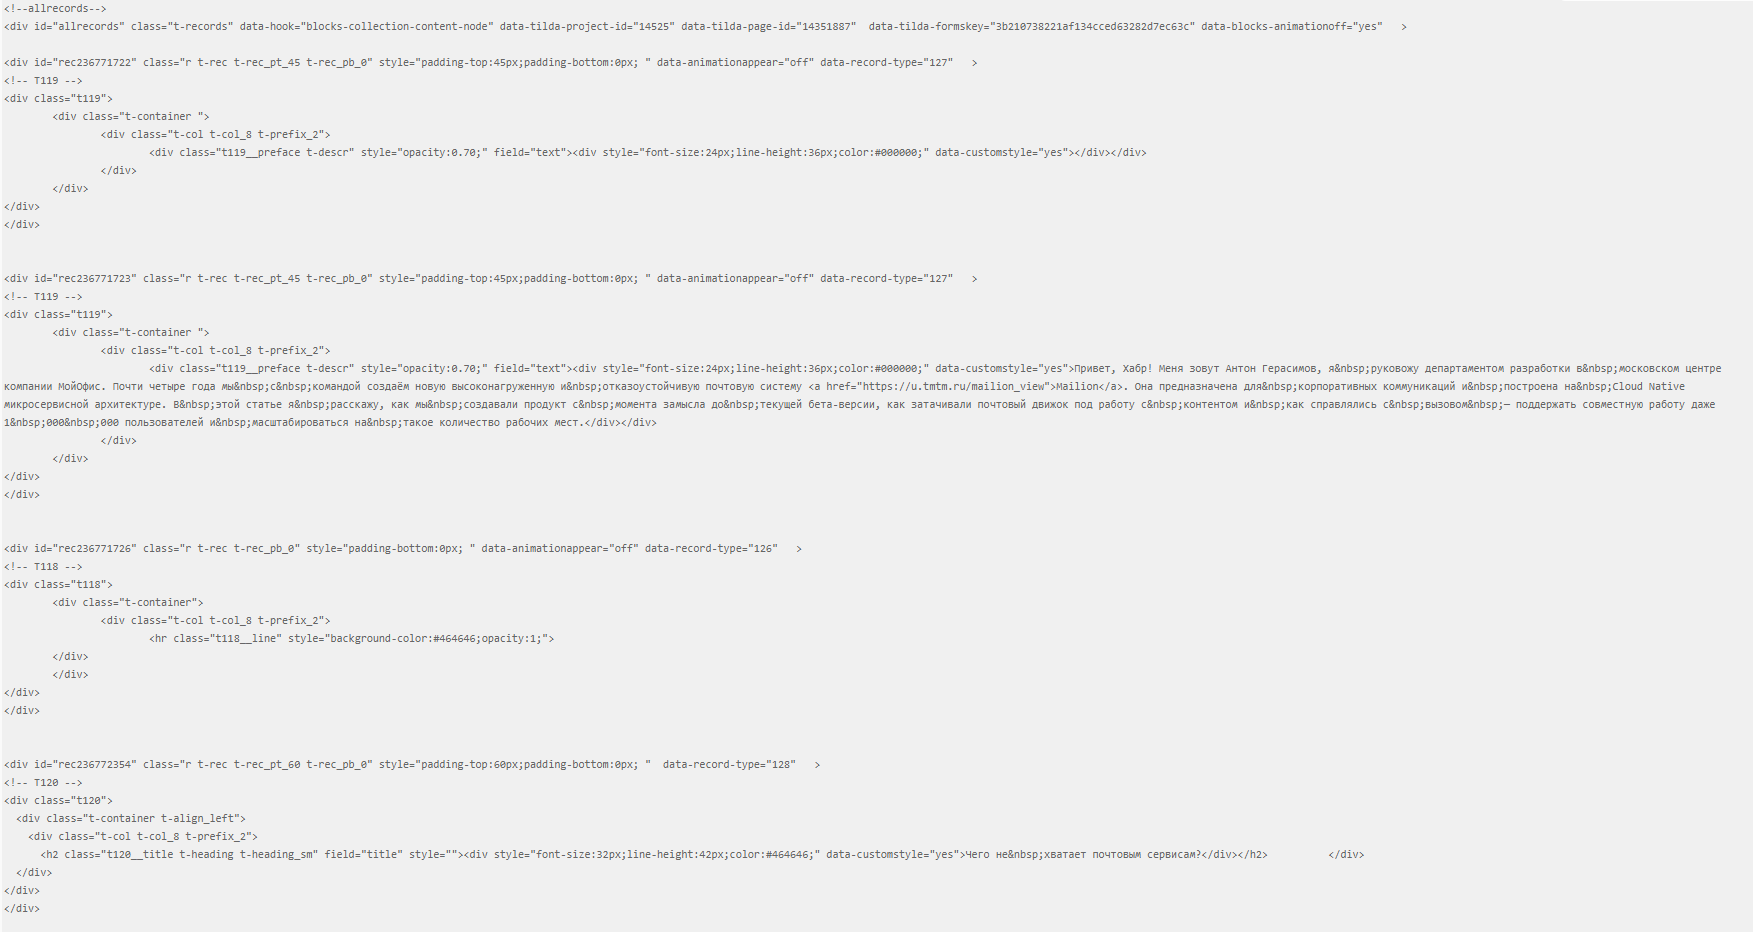 <!--allrecords-->
<div id="allrecords" class="t-records" data-hook="blocks-collection-content-node" data-tilda-project-id="14525" data-tilda-page-id="14351887"  data-tilda-formskey="3b210738221af134cced63282d7ec63c" data-blocks-animationoff="yes"   >
<div id="rec236771722" class="r t-rec t-rec_pt_45 t-rec_pb_0" style="padding-top:45px;padding-bottom:0px; " data-animationappear="off" data-record-type="127"   >
<!-- T119 -->
<div class="t119">
<div class="t-container ">
<div class="t-col t-col_8 t-prefix_2">
<div class="t119__preface t-descr" style="opacity:0.70;" field="text"><div style="font-size:24px;line-height:36px;color:#000000;" data-customstyle="yes"></div></div>
</div>
</div>
</div>
</div>
<div id="rec236771723" class="r t-rec t-rec_pt_45 t-rec_pb_0" style="padding-top:45px;padding-bottom:0px; " data-animationappear="off" data-record-type="127"   >
<!-- T119 -->
<div class="t119">
<div class="t-container ">
<div class="t-col t-col_8 t-prefix_2">
<div class="t119__preface t-descr" style="opacity:0.70;" field="text"><div style="font-size:24px;line-height:36px;color:#000000;" data-customstyle="yes">Привет, Хабр! Меня зовут Антон Герасимов, я&nbsp;руковожу департаментом разработки в&nbsp;московском центре
компании МойОфис. Почти четыре года мы&nbsp;с&nbsp;командой создаём новую высоконагруженную и&nbsp;отказоустойчивую почтовую систему <a href="https://u.tmtm.ru/mailion_view">Mailion</a>. Она предназначена для&nbsp;корпоративных коммуникаций и&nbsp;построена на&nbsp;Cloud Native
микросервисной архитектуре. В&nbsp;этой статье я&nbsp;расскажу, как мы&nbsp;создавали продукт с&nbsp;момента замысла до&nbsp;текущей бета-версии, как затачивали почтовый движок под работу с&nbsp;контентом и&nbsp;как справлялись с&nbsp;вызовом&nbsp;— поддержать совместную работу даже
1&nbsp;000&nbsp;000 пользователей и&nbsp;масштабироваться на&nbsp;такое количество рабочих мест.</div></div>
</div>
</div>
</div>
</div>
<div id="rec236771726" class="r t-rec t-rec_pb_0" style="padding-bottom:0px; " data-animationappear="off" data-record-type="126"   >
<!-- T118 -->
<div class="t118">
<div class="t-container">
<div class="t-col t-col_8 t-prefix_2">
<hr class="t118__line" style="background-color:#464646;opacity:1;">
</div>
</div>
</div>
</div>
<div id="rec236772354" class="r t-rec t-rec_pt_60 t-rec_pb_0" style="padding-top:60px;padding-bottom:0px; "  data-record-type="128"   >
<!-- T120 -->
<div class="t120">
<div class="t-container t-align_left">
<div class="t-col t-col_8 t-prefix_2">
<h2 class="t120__title t-heading t-heading_sm" field="title" style=""><div style="font-size:32px;line-height:42px;color:#464646;" data-customstyle="yes">Чего не&nbsp;хватает почтовым сервисам?</div></h2>          </div>
</div>
</div>
</div>